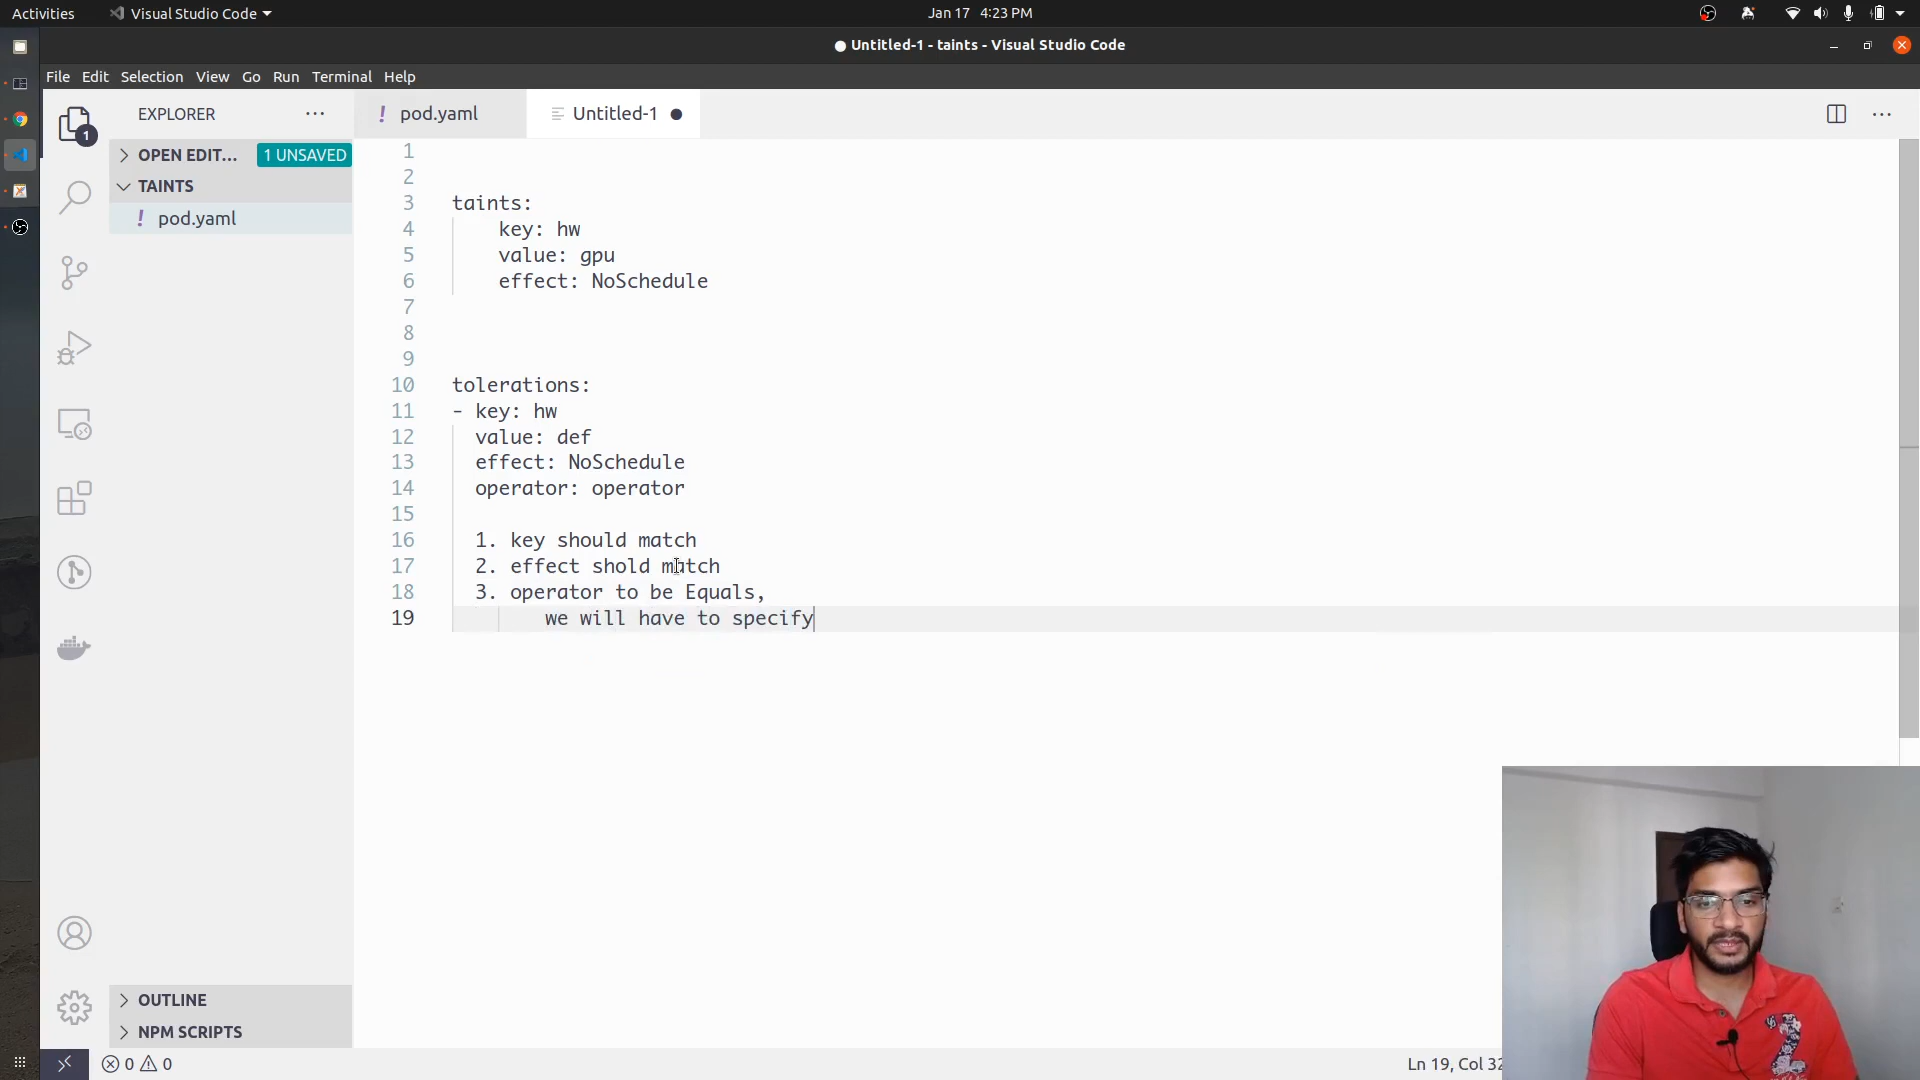 Activities Visual Studio Code Jan 17 4:23 PM
Untitled-1 - taints - Visual Studio Code
File Edit Selection View Go Run Terminal Help
EXPLORER
! pod.yaml Untitled-1
1
OPEN EDIT... 1 UNSAVED
TAINTS
! pod.yaml
1
2
3 taints:
4 key: hw
5 value: gpu
6 effect: NoSchedule
7
8
9
10 tolerations:
11 - key: hw
12 value: def
13 effect: NoSchedule
14 operator: operator
15
16 1. key should match
17 2. effect shold match
18 3. operator to be Equals,
19 we will have to specify
OUTLINE
NPM SCRIPTS
0 0 Ln 19, Col 32
2